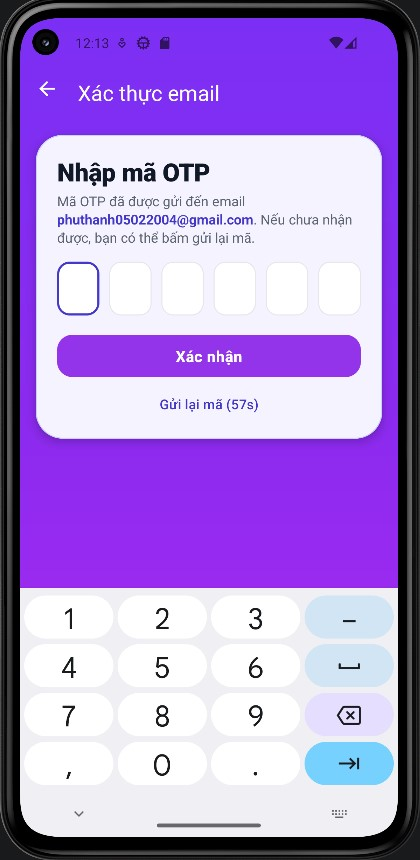 12:13
Xác thực email
Nhập mã OTP
Mã OTP đã được gửi đến email
phuthanh05022004@gmail.com. Nếu chưa nhận
được, bạn có thể bấm gửi lại mã.
Xác nhận
Gửi lại mã (57s)
1 2 3 –
4 5 6
7 8 9
, 0 .